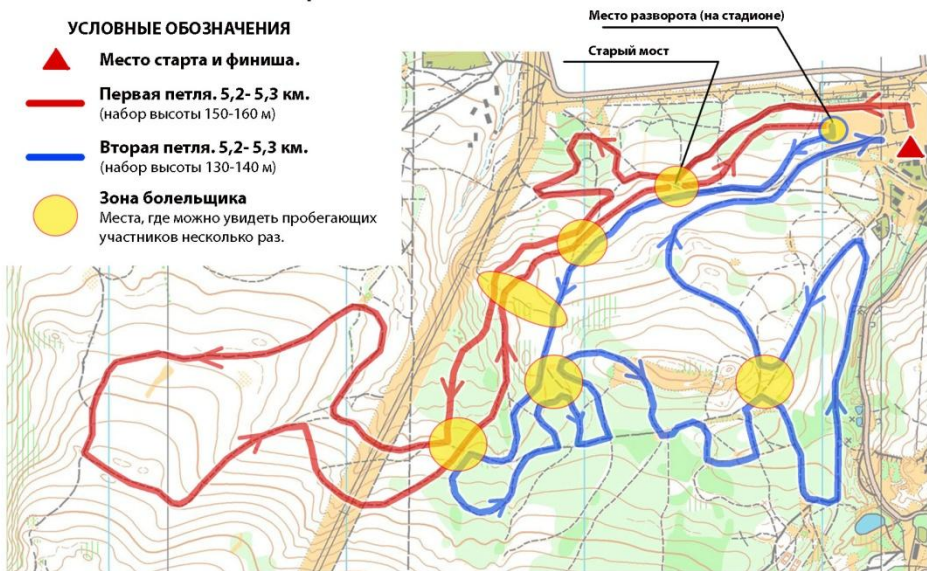 Место разворота (на стадионе)
Старый мост
УСЛОВНЫЕ ОБОЗНАЧЕНИЯ
Место старта и финиша.
Первая петля. 5,2- 5,3 км.
(набор высоты 150-160 м)
Вторая петля. 5,2- 5,3 км.
(набор высоты 130-140 м)
Зона болельщика
Места, где можно увидеть пробегающих
участников несколько раз.